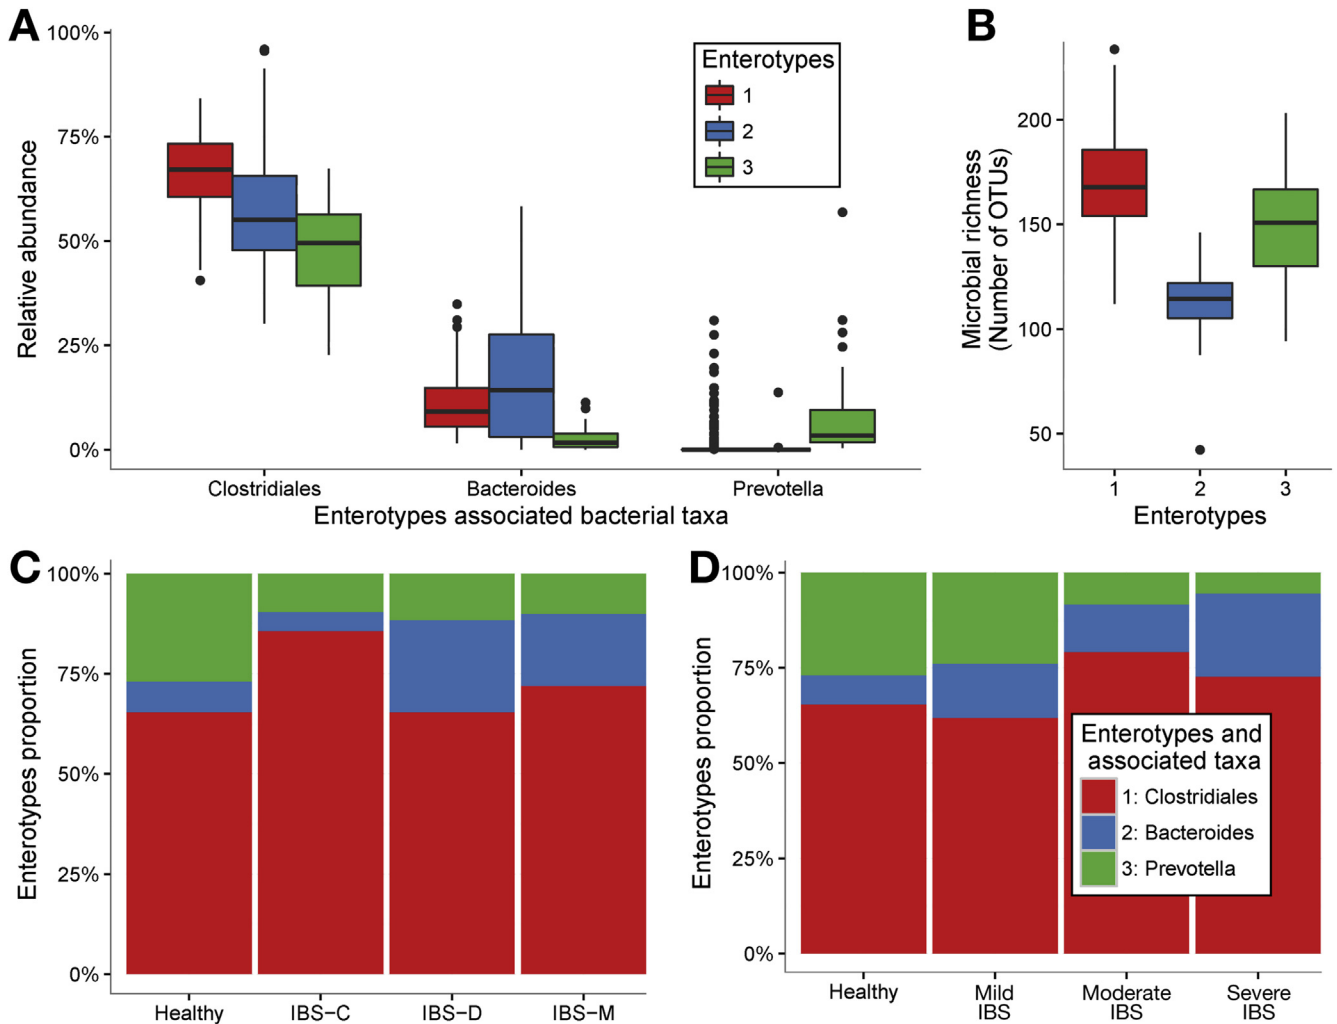 A
100%
75%
50%
25%
0%
Relative abundance
Clostridiales
Bacteroides
Prevotella
Enterotypes associated bacterial taxa
Enterotypes
1
2
3
B
200
150
100
50
Microbial richness
(Number of OTUs)
1
2
3
Enterotypes
C
100%
75%
50%
25%
0%
Enterotypes proportion
Healthy
IBS–C
IBS–D
IBS–M
D
100%
75%
50%
25%
0%
Enterotypes proportion
Healthy
Mild
IBS
Moderate
IBS
Severe
IBS
Enterotypes and
associated taxa
1: Clostridiales
2: Bacteroides
3: Prevotella